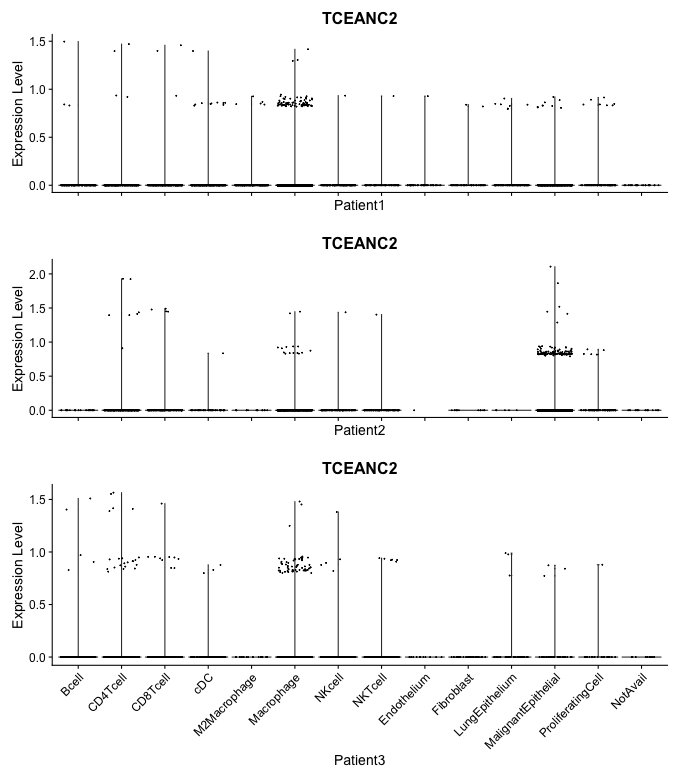 TCEANC2
Expression Level
1.5
1.0
0.5
0.0
Patient1
TCEANC2
Expression Level
2.0
1.5
1.0
0.5
0.0
Patient2
TCEANC2
Expression Level
1.5
1.0
0.5
0.0
Bcell
CD4Tcell
CD8Tcell
cDC
M2Macrophage
Macrophage
NKcell
NKTcell
Endothelium
Fibroblast
LungEpithelium
MalignantEpithelial
ProliferatingCell
NotAvail
Patient3